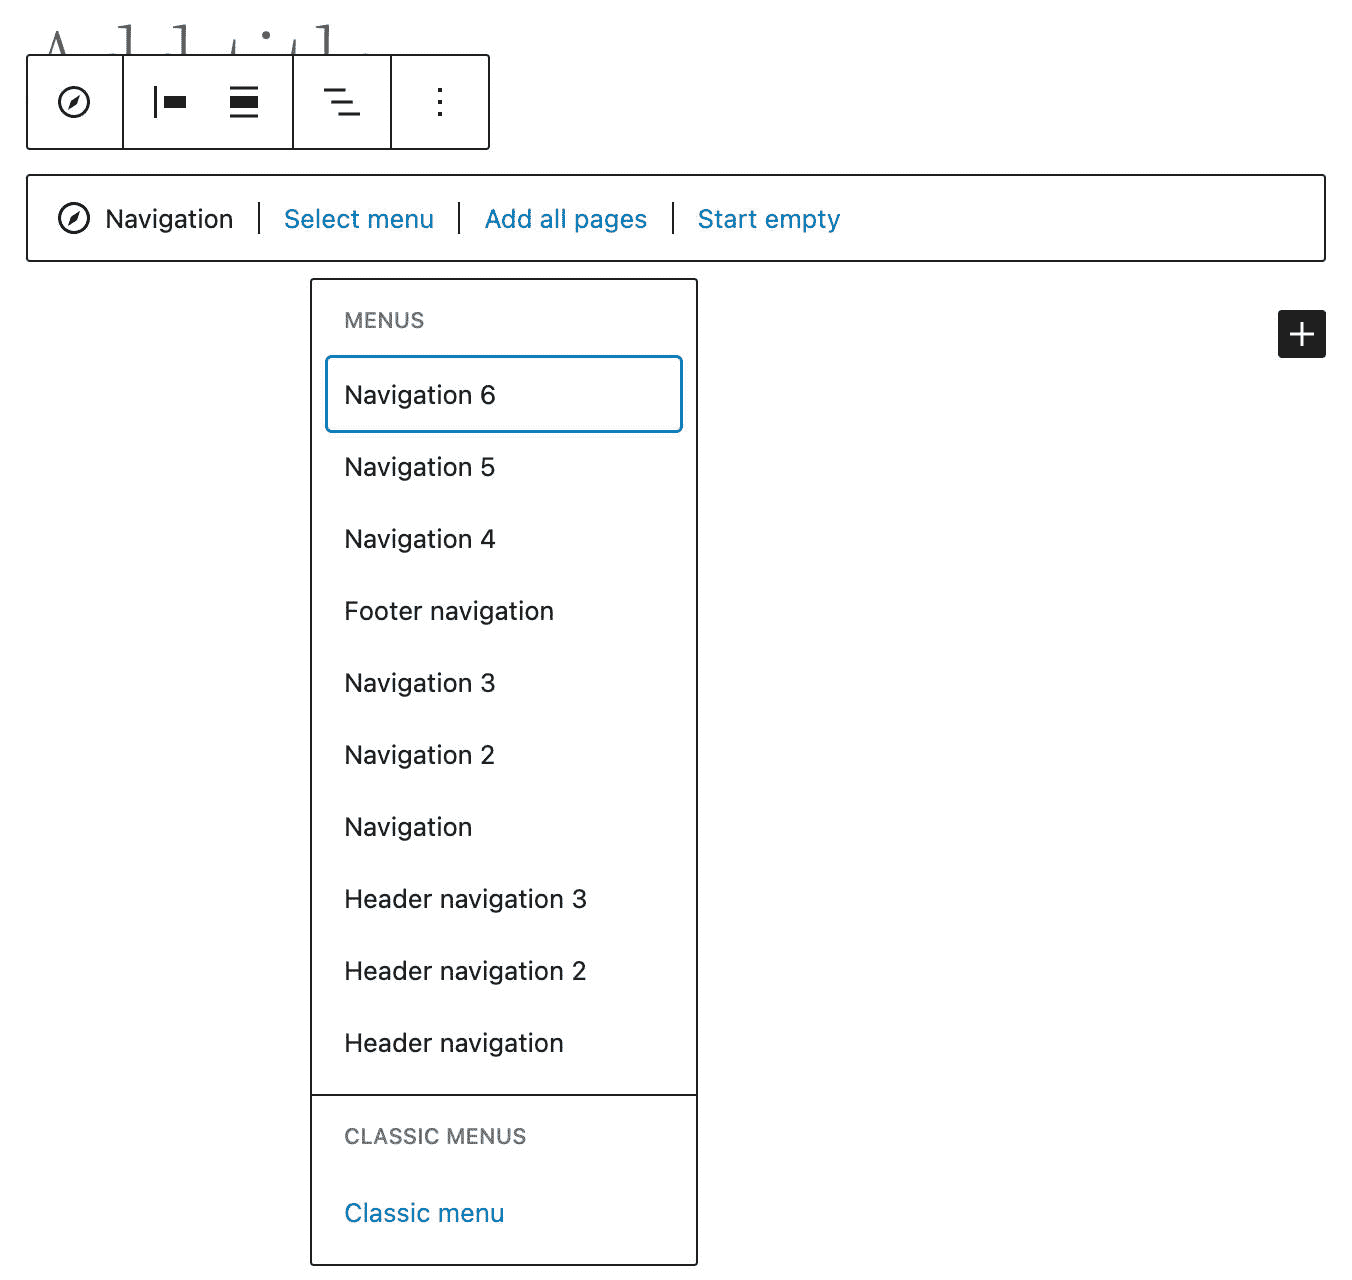 Navigation | Select menu | Add all pages | Start empty
MENUS
Navigation 6
Navigation 5
Navigation 4
Footer navigation
Navigation 3
Navigation 2
Navigation
Header navigation 3
Header navigation 2
Header navigation
CLASSIC MENUS
Classic menu